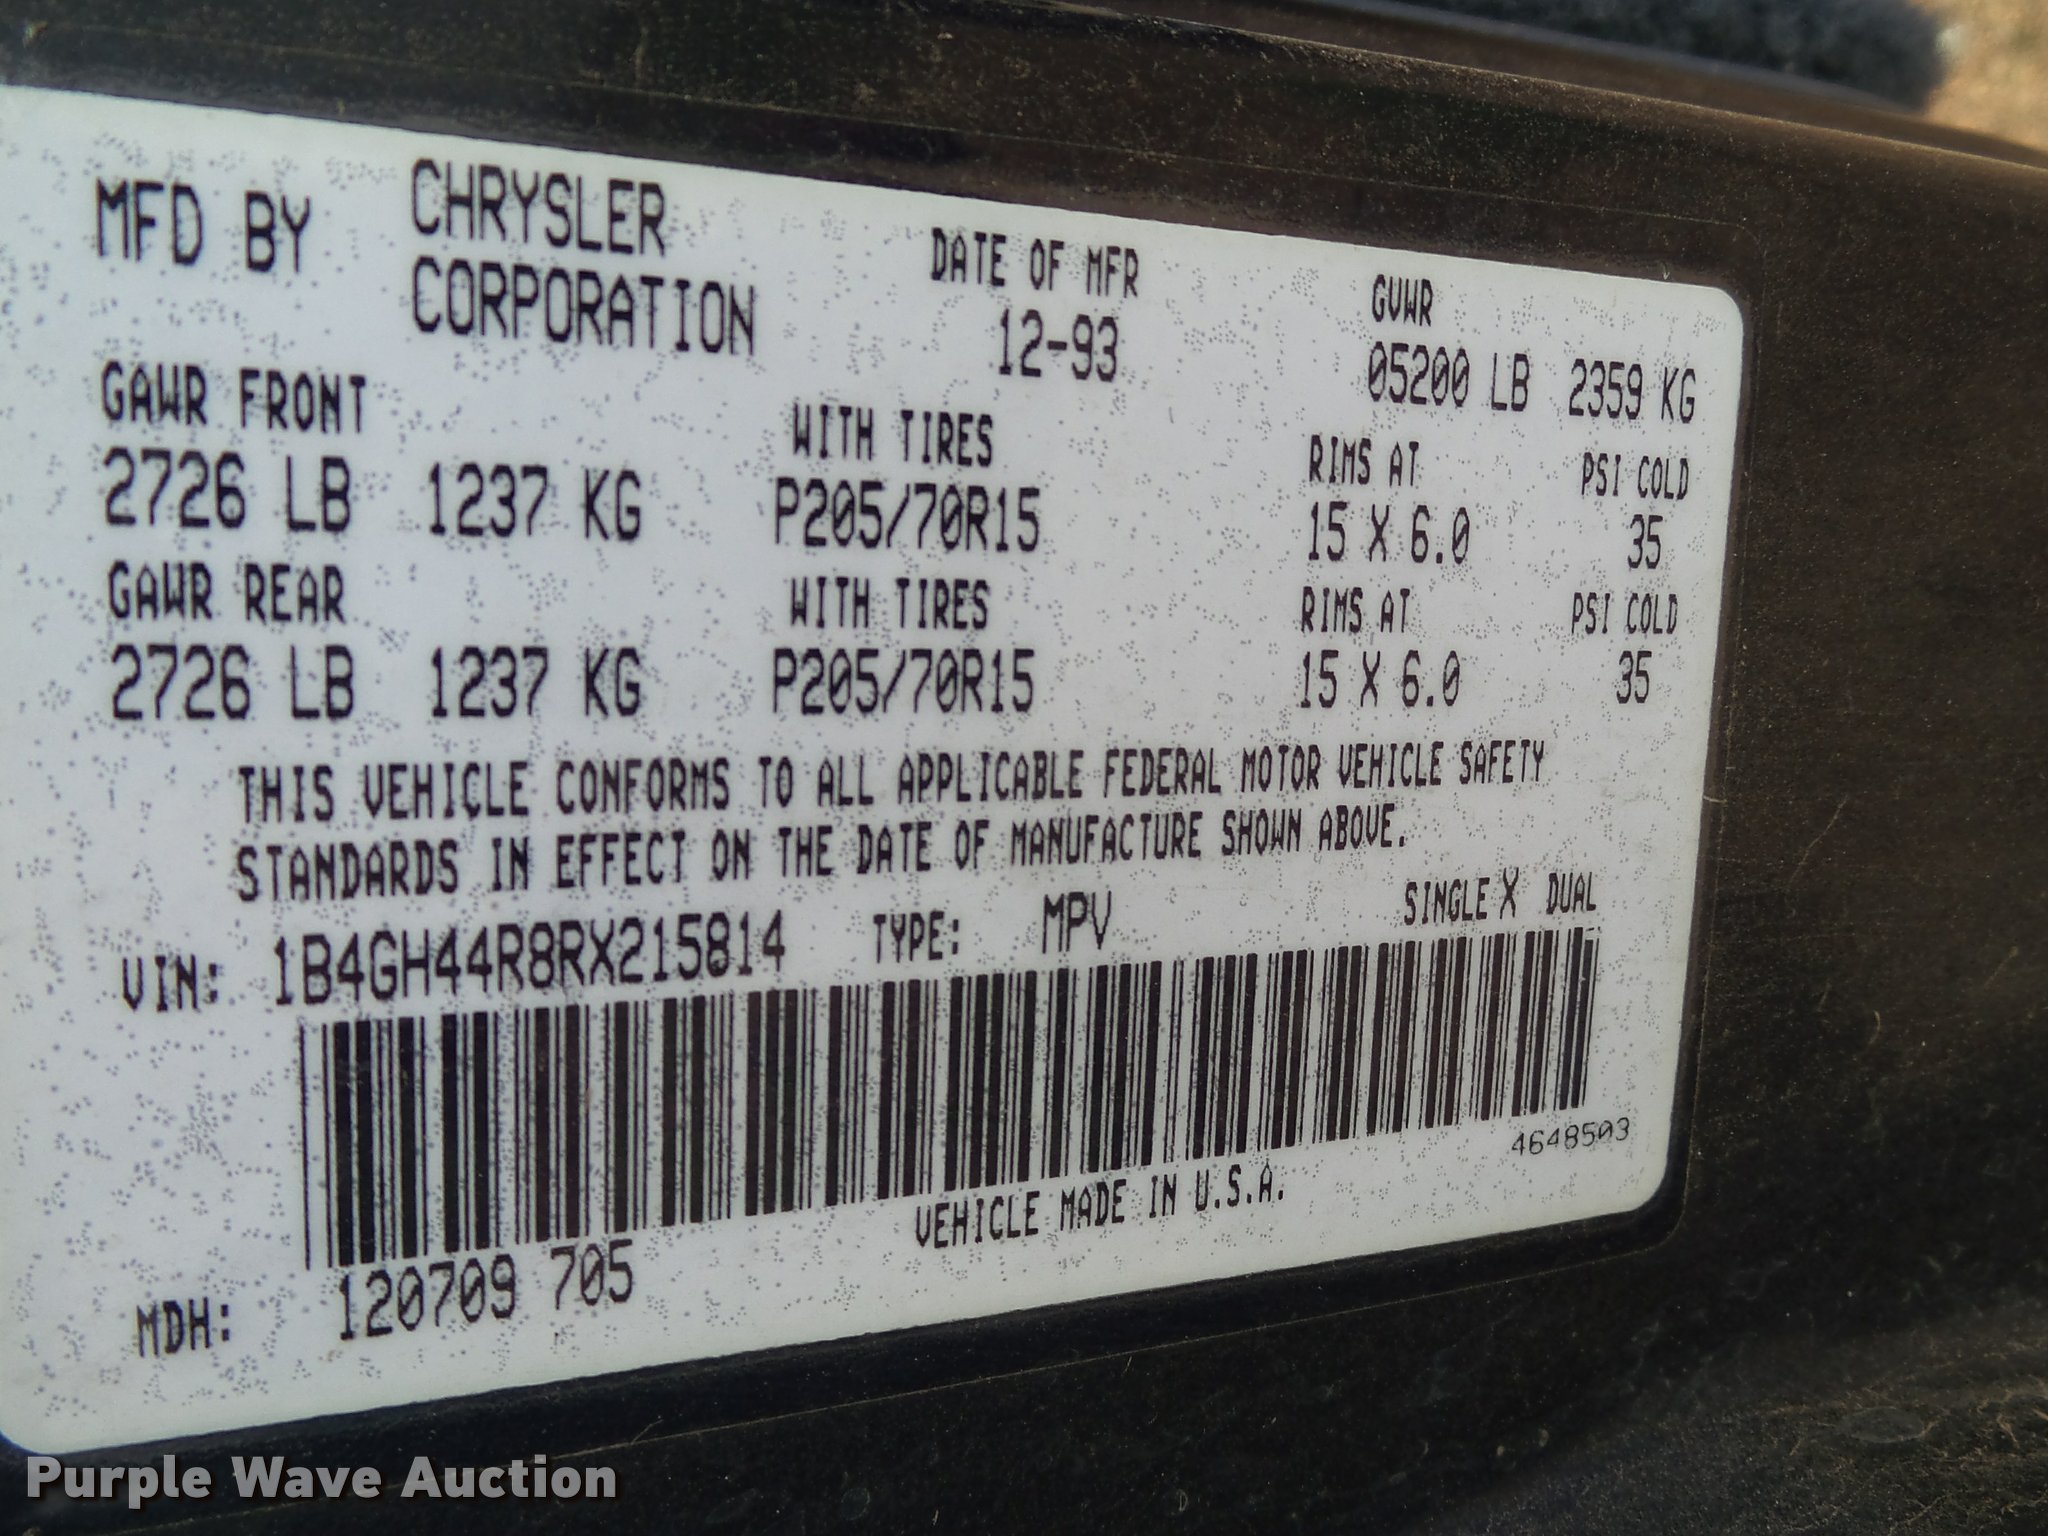 MFD BY CHRYSLER CORPORATION DATE OF MFR GVWR
12-93 05200 LB 2359 KG
GAWR FRONT WITH TIRES RIMS AT PSI COLD
2726 LB 1237 KG P205/70R15 15 X 6.0 35
GAWR REAR WITH TIRES RIMS AT PSI COLD
2726 LB 1237 KG P205/70R15 15 X 6.0 35
THIS VEHICLE CONFORMS TO ALL APPLICABLE FEDERAL MOTOR VEHICLE SAFETY
STANDARDS IN EFFECT ON THE DATE OF MANUFACTURE SHOWN ABOVE.
VIN: 1B4GH44R8RX215814 TYPE: MPV SINGLE X DUAL
4648503
VEHICLE MADE IN U.S.A.
MDH: 120709 705
Purple Wave Auction